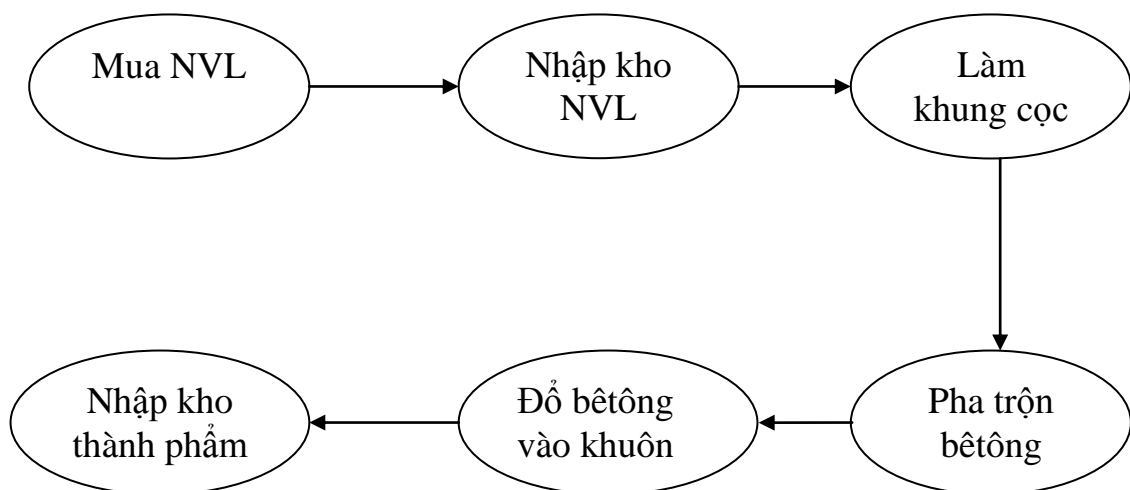 Mua NVL
Nhập kho
NVL
Làm
khung cọc
Pha trộn
bêtông
Đổ bêtông
vào khuôn
Nhập kho
thành phẩm